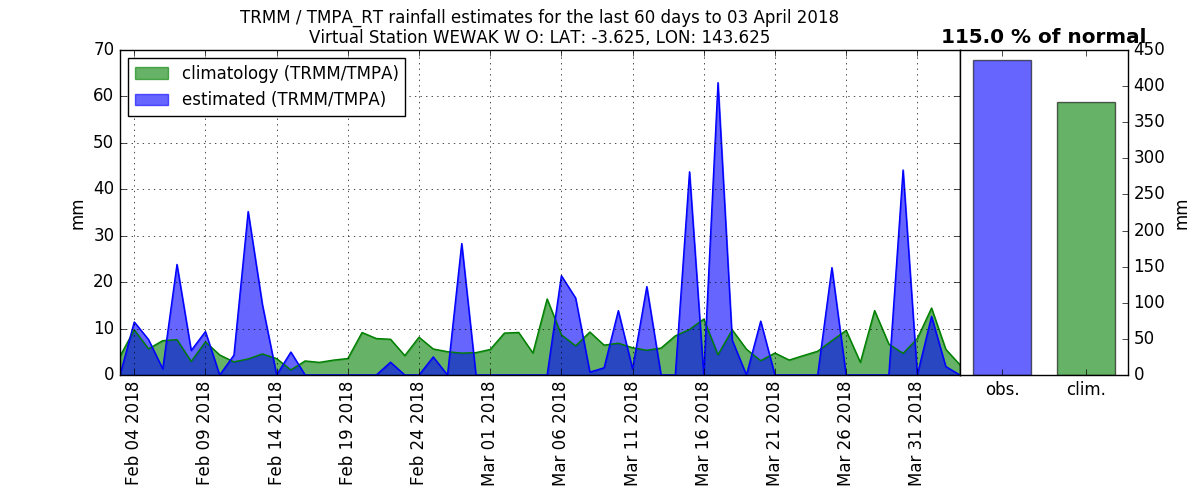 TRMM / TMPA_RT rainfall estimates for the last 60 days to 03 April 2018
Virtual Station WEWAK W O: LAT: -3.625, LON: 143.625
115.0 % of normal
climatology (TRMM/TMPA)
estimated (TRMM/TMPA)
70
60
50
40
30
20
10
0
mm
Feb 04 2018
Feb 09 2018
Feb 14 2018
Feb 19 2018
Feb 24 2018
Mar 01 2018
Mar 06 2018
Mar 11 2018
Mar 16 2018
Mar 21 2018
Mar 26 2018
Mar 31 2018
450
400
350
300
250
200
150
100
50
0
mm
obs.
clim.